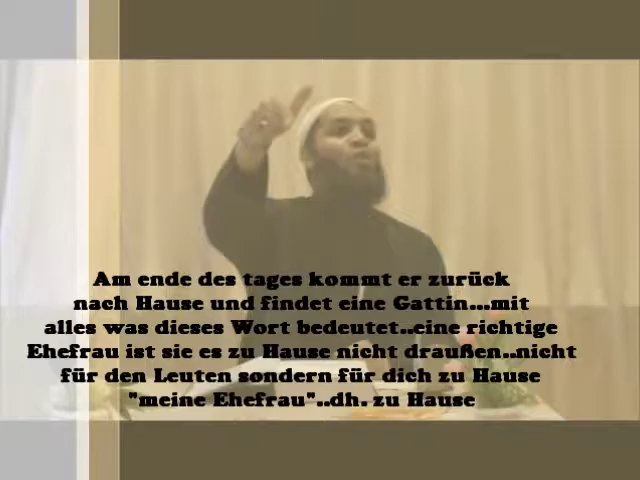 Am ende des tages kommt er zurück
nach Hause und findet eine Gattin...mit
alles was dieses Wort bedeutet..eine richtige
Ehefrau ist sie es zu Hause nicht draußen..nicht
für den Leuten sondern für dich zu Hause
"meine Ehefrau"..dh. zu Hause